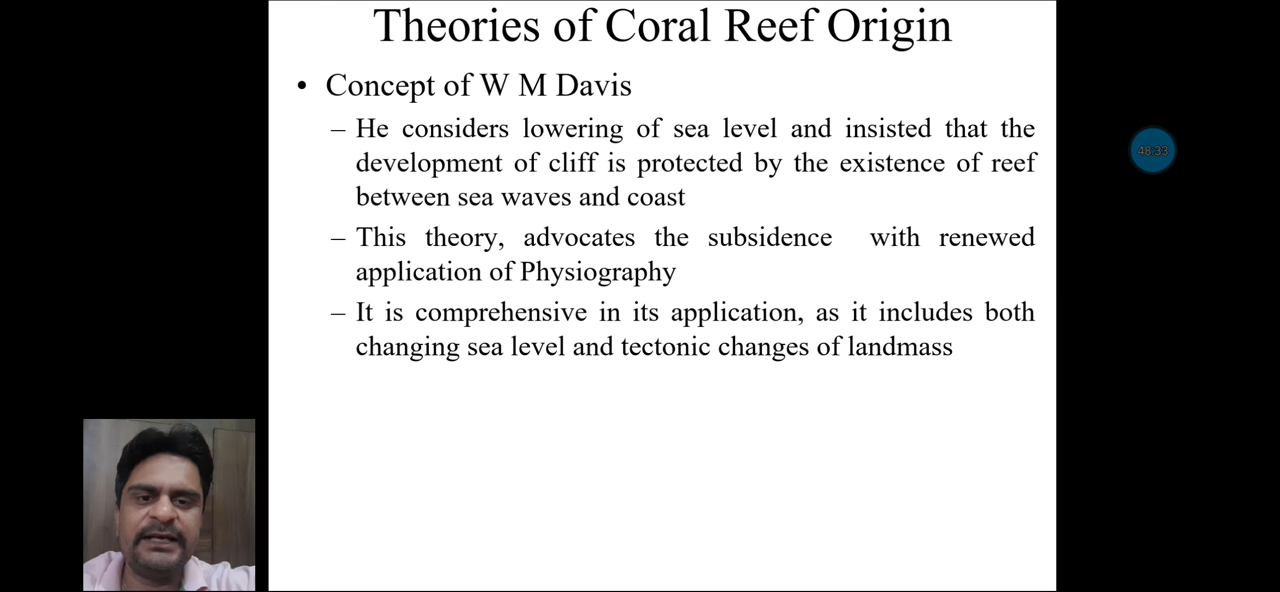 Theories of Coral Reef Origin
• Concept of W M Davis
– He considers lowering of sea level and insisted that the
development of cliff is protected by the existence of reef
between sea waves and coast
– This theory, advocates the subsidence with renewed
application of Physiography
– It is comprehensive in its application, as it includes both
changing sea level and tectonic changes of landmass
48:33